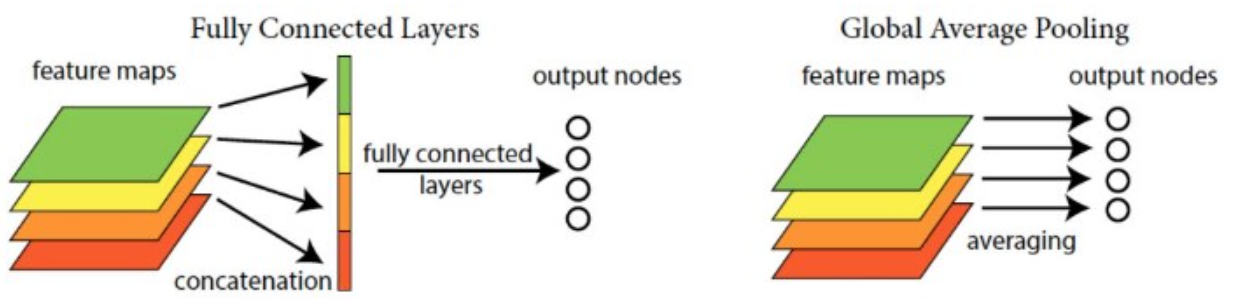 Fully Connected Layers
feature maps
output nodes
fully connected
layers
concatenation
Global Average Pooling
feature maps
output nodes
averaging